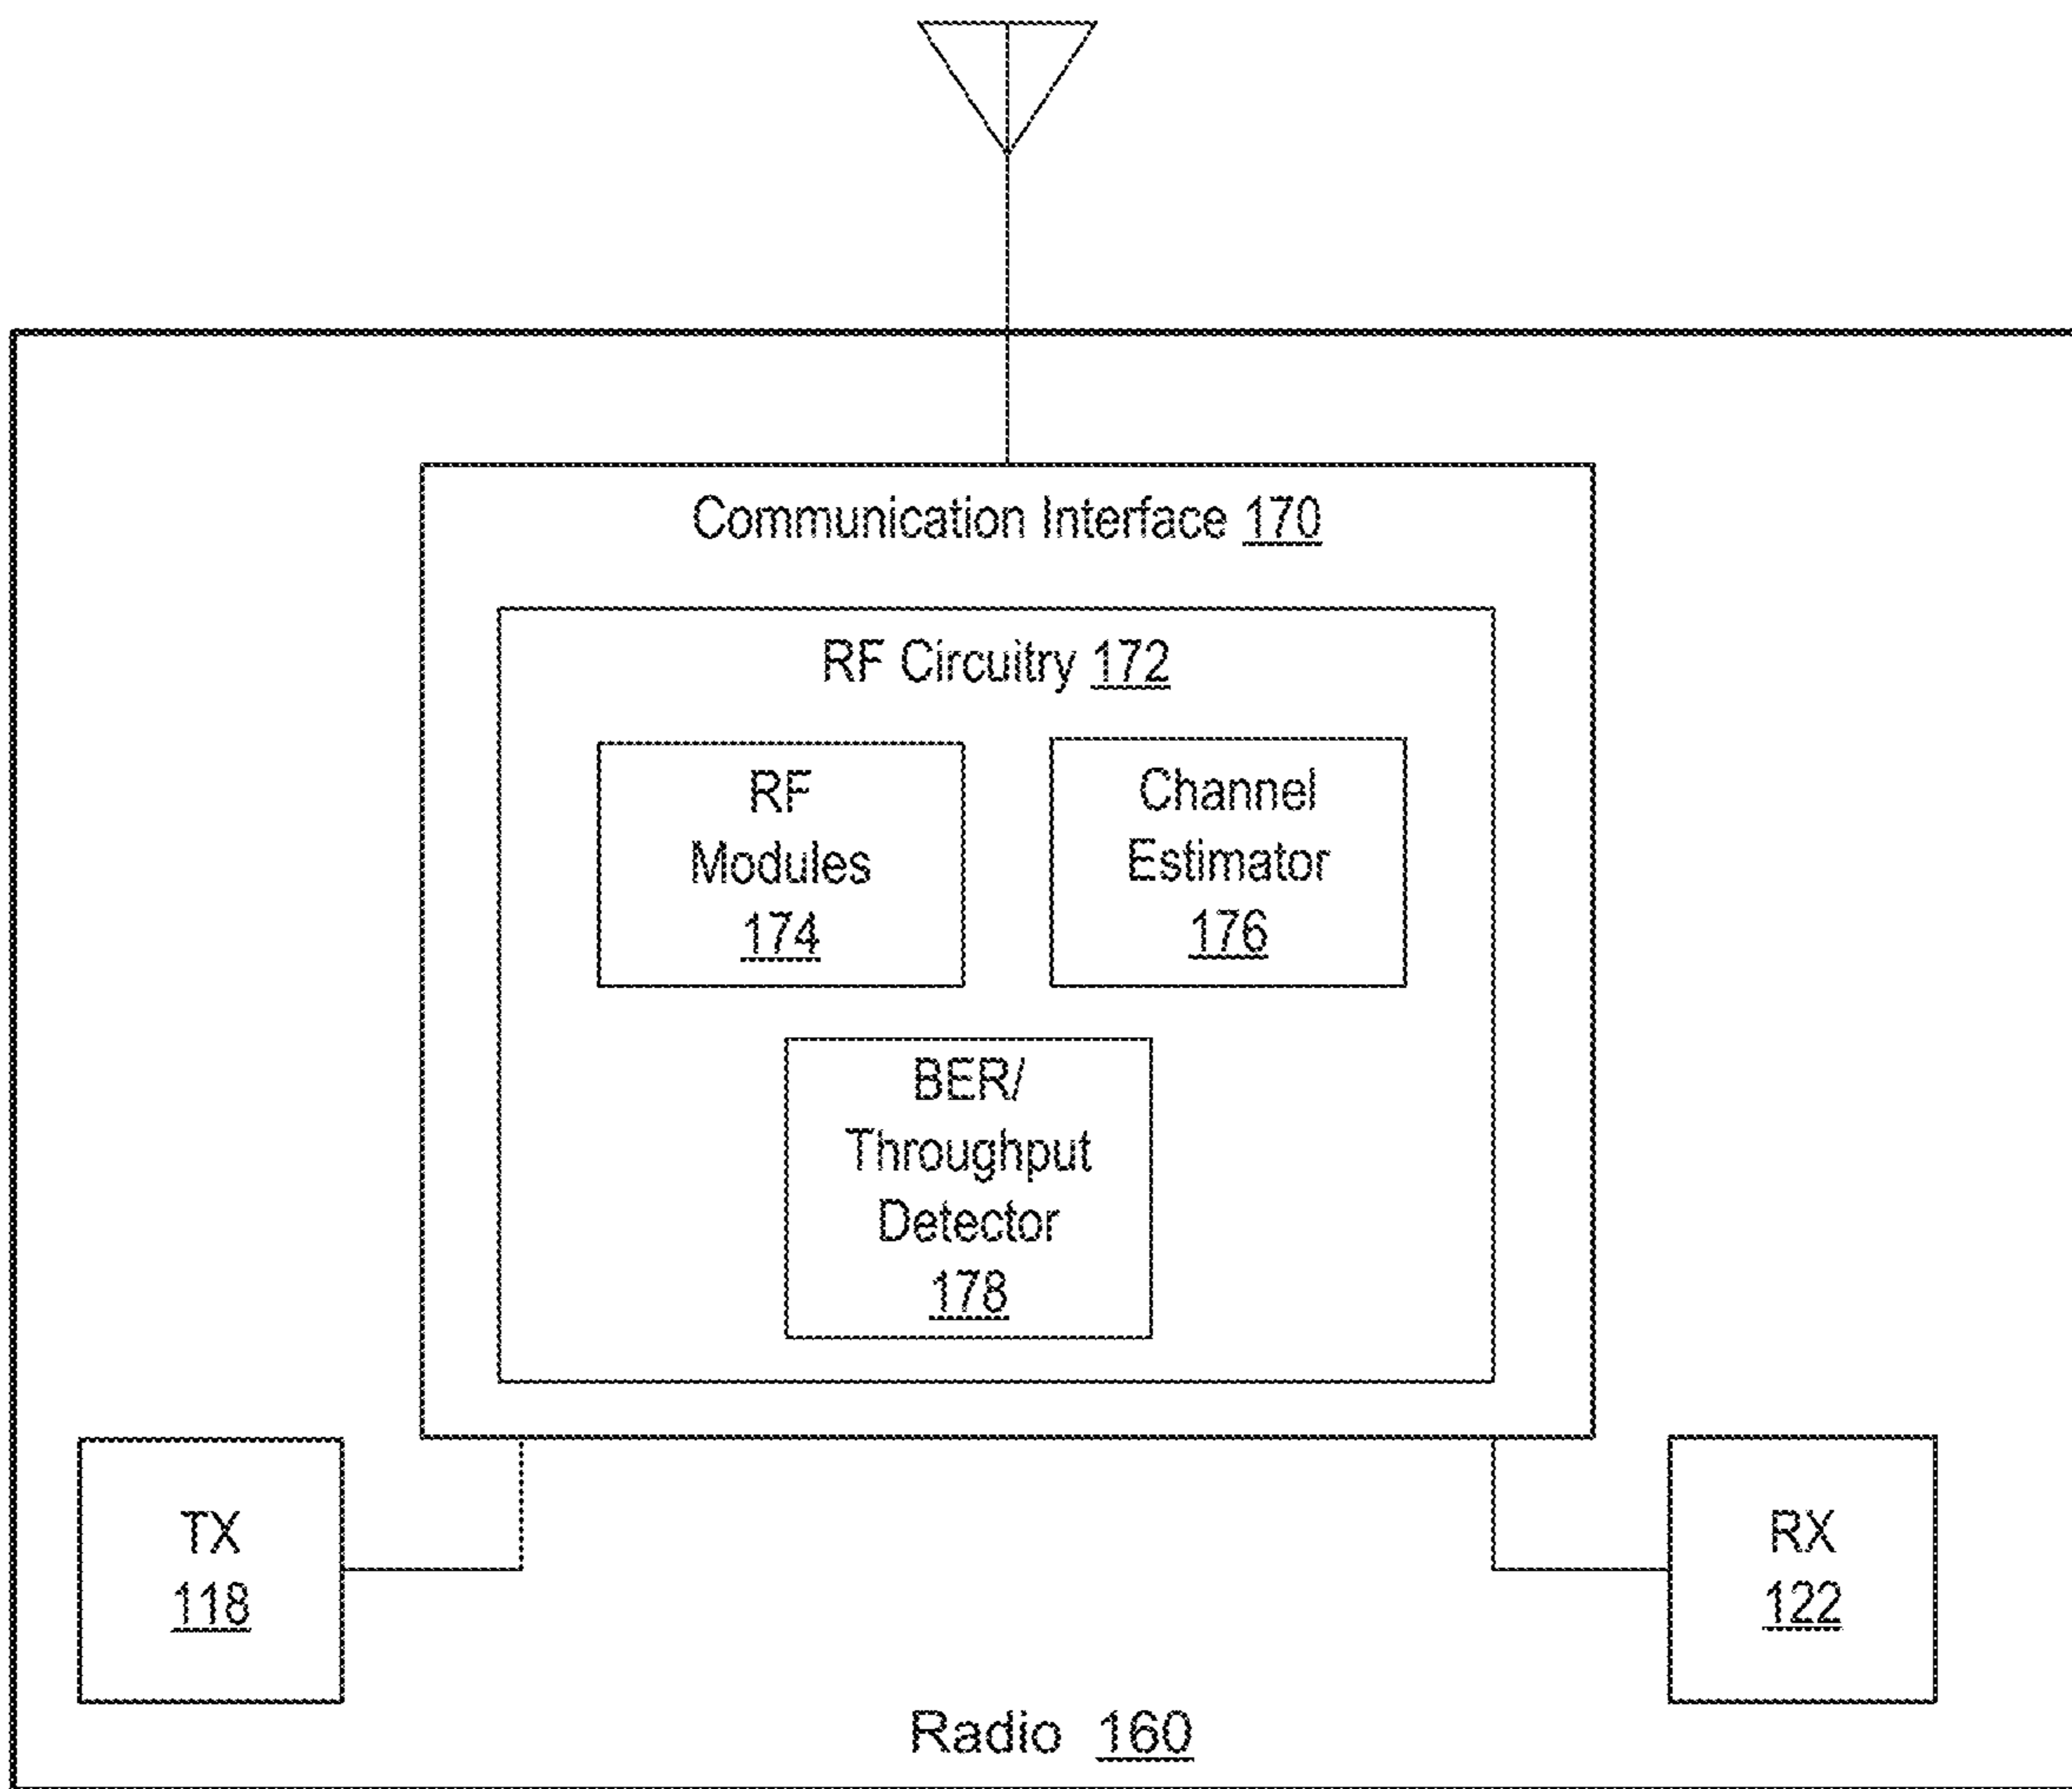 Communication Interface 170
RF Circuitry 172
RF
Modules
174
Channel
Estimator
176
BER/
Throughput
Detector
178
TX
118
RX
122
Radio 160